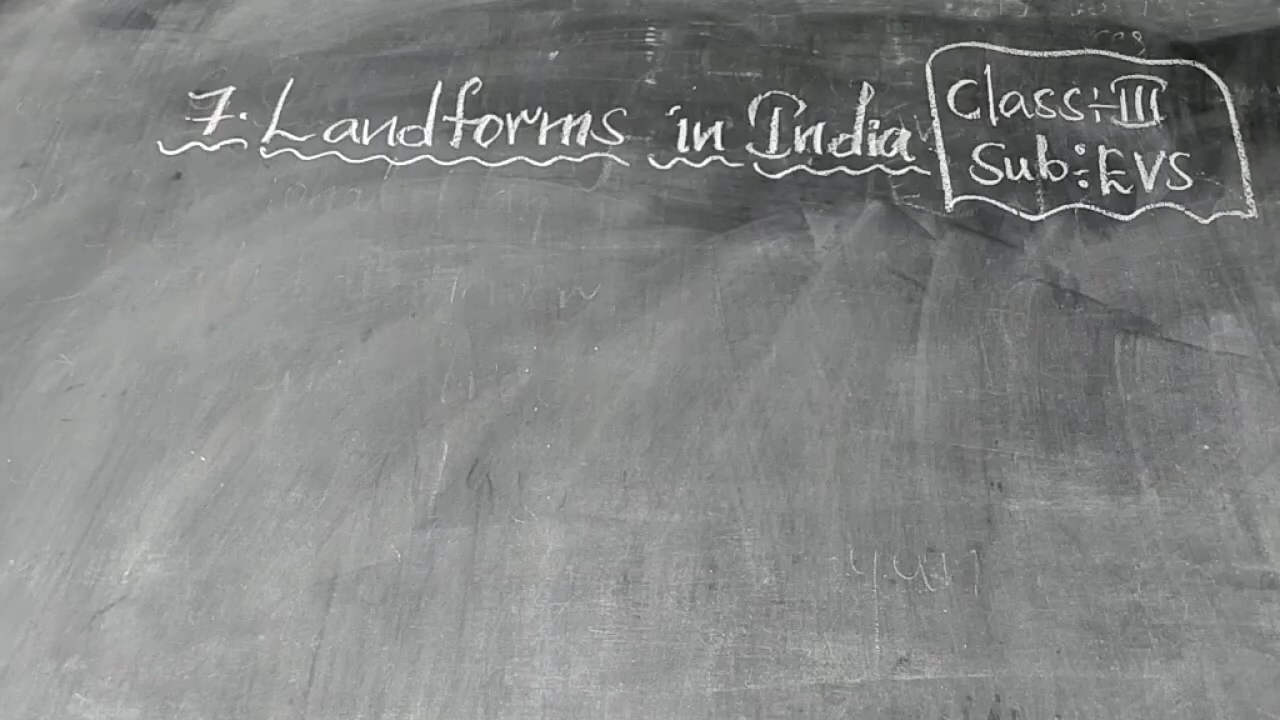 7. Landforms in India
Class:- III
Sub:- EVS